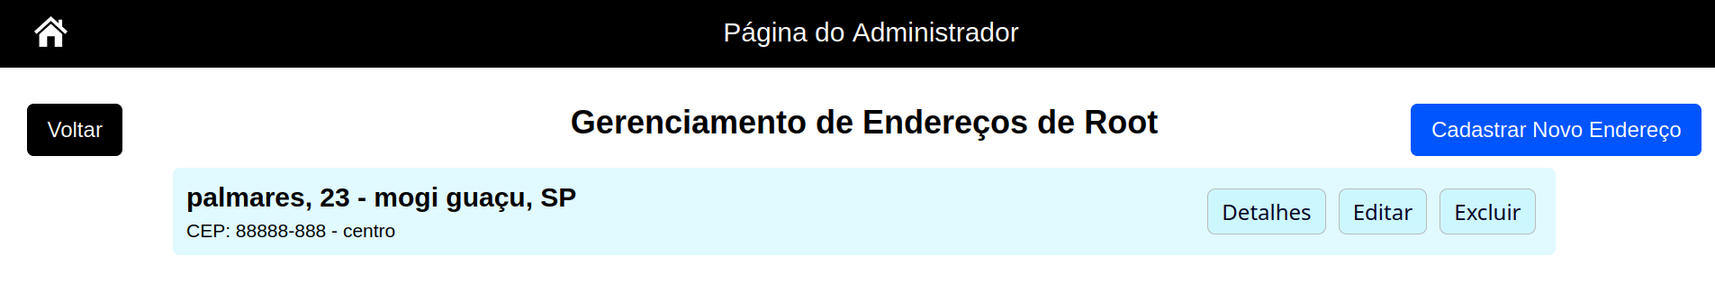 Página do Administrador
Voltar
Gerenciamento de Endereços de Root
Cadastrar Novo Endereço
palmares, 23 - mogi guaçu, SP
CEP: 88888-888 - centro
Detalhes
Editar
Excluir